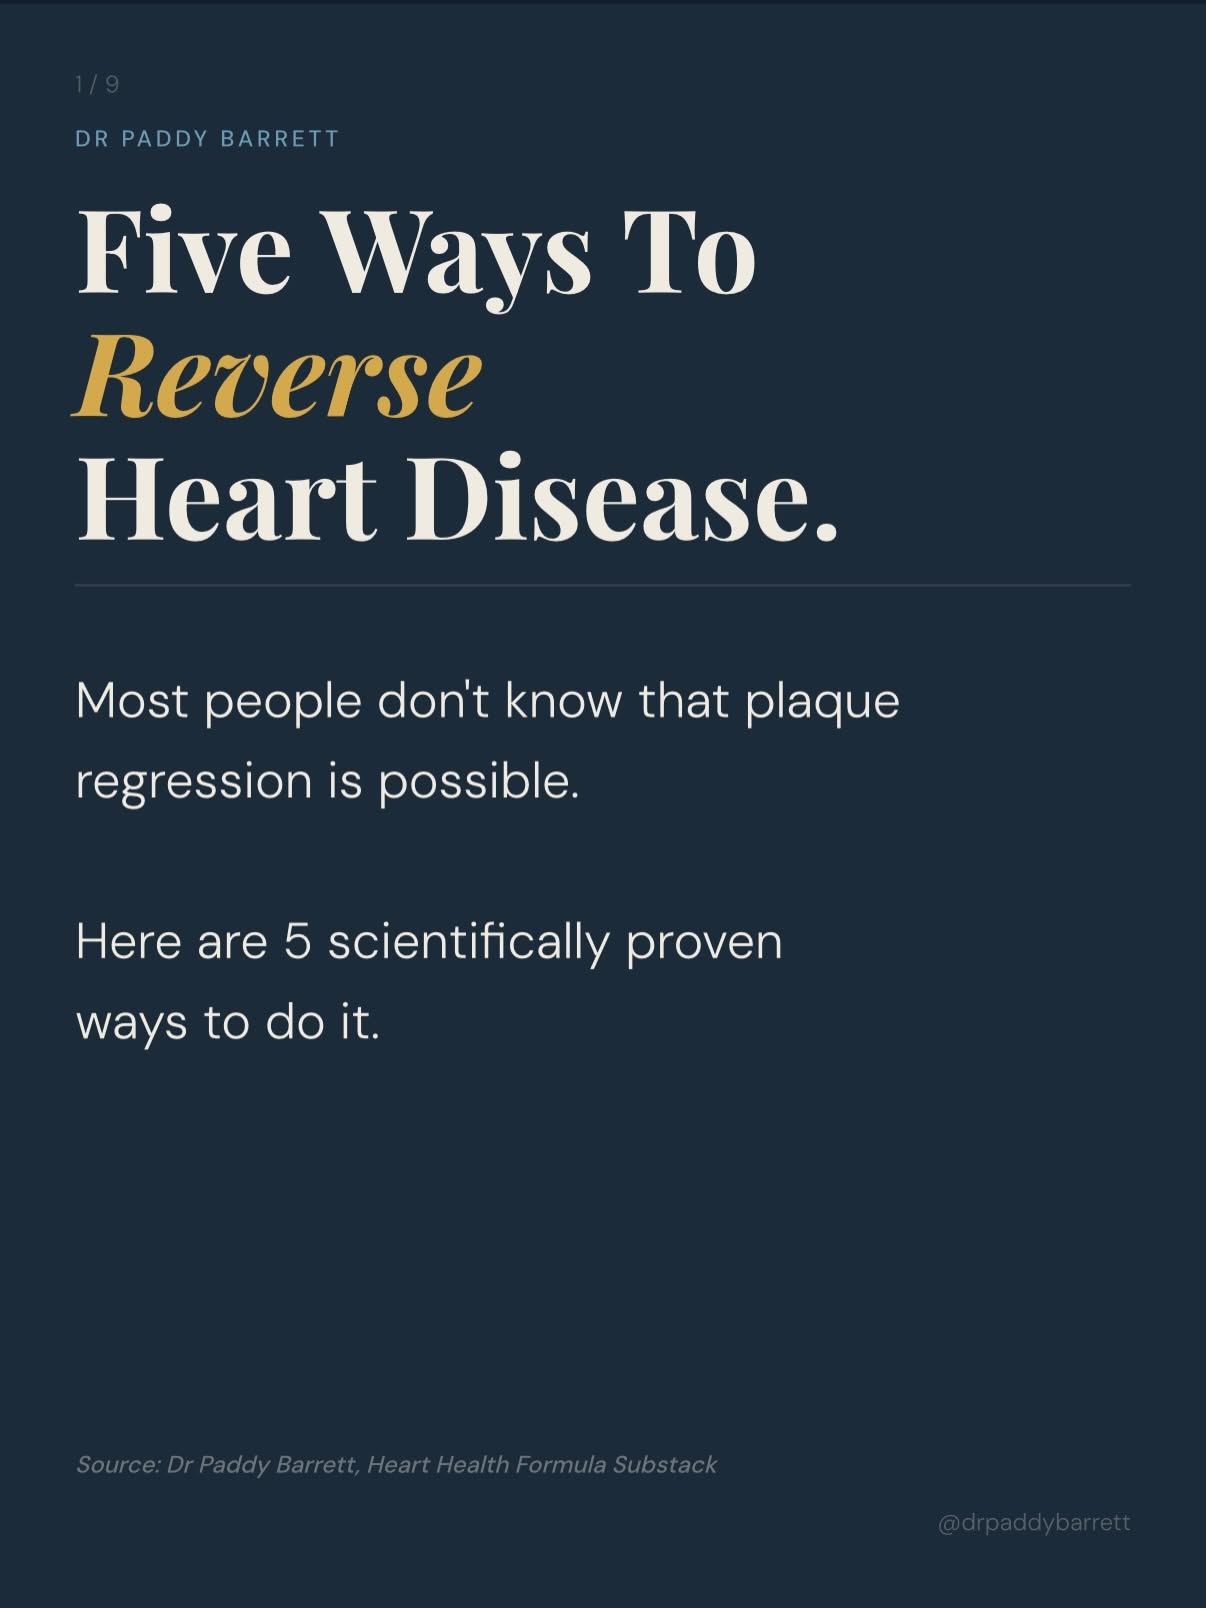 1 / 9
DR PADDY BARRETT
Five Ways To
Reverse
Heart Disease.
Most people don't know that plaque
regression is possible.
Here are 5 scientifically proven
ways to do it.
Source: Dr Paddy Barrett, Heart Health Formula Substack
@drpaddybarrett